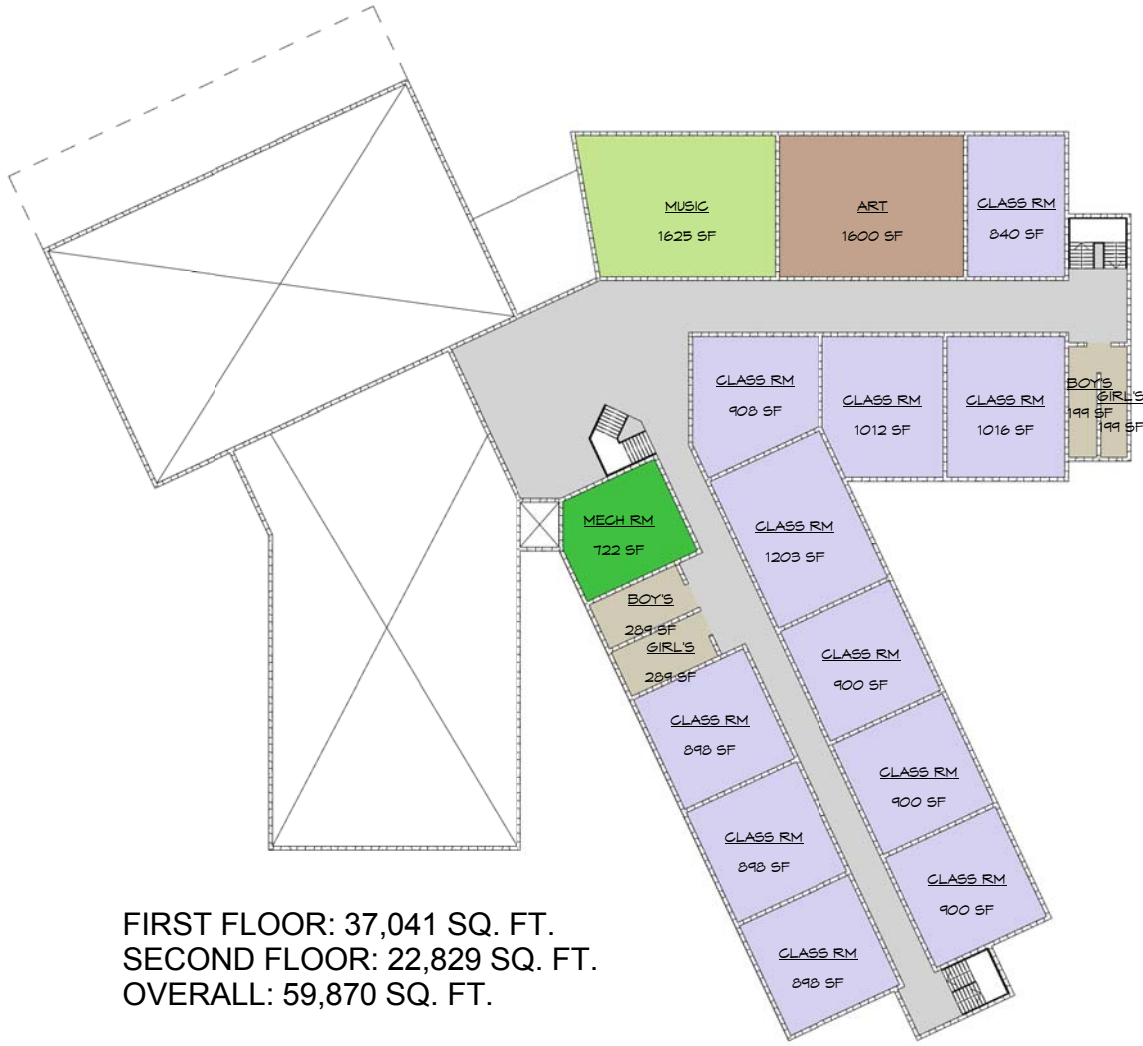 MUSIC
1625 SF
ART
1600 SF
CLASS RM
840 SF
CLASS RM
908 SF
CLASS RM
1012 SF
CLASS RM
1016 SF
BOY'S
199 SF
GIRL'S
199 SF
MECH RM
722 SF
CLASS RM
1203 SF
BOY'S
289 SF
GIRL'S
289 SF
CLASS RM
900 SF
CLASS RM
898 SF
CLASS RM
900 SF
CLASS RM
898 SF
CLASS RM
900 SF
CLASS RM
898 SF
FIRST FLOOR: 37,041 SQ. FT.
SECOND FLOOR: 22,829 SQ. FT.
OVERALL: 59,870 SQ. FT.